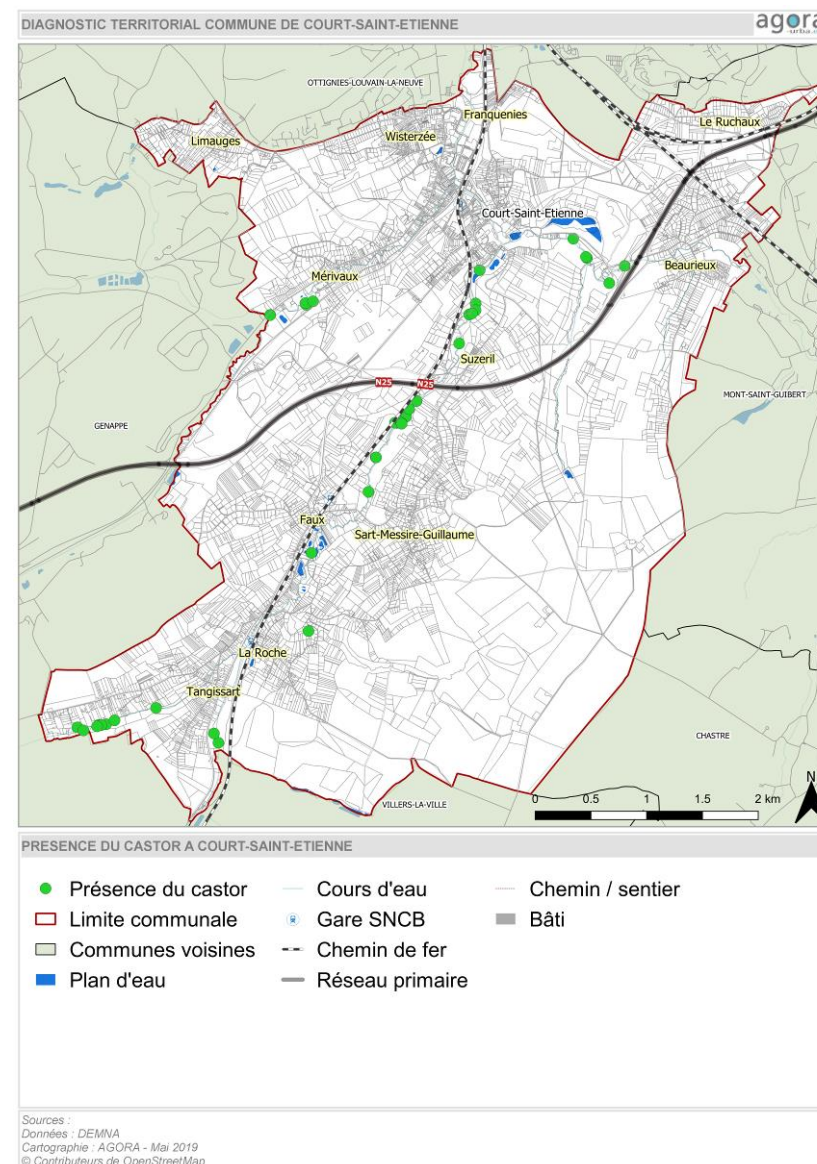 DIAGNOSTIC TERRITORIAL COMMUNE DE COURT-SAINT-ETIENNE
agora
-urba.
OTTIGNIES-LOUVAIN-LA-NEUVE
Franquenies
Le Ruchaux
Limauges
Wisterzée
Court-Saint-Etienne
Beaurieux
Mérivaux
Suzeril
N25
N25
MONT-SAINT-GUIBERT
GENAPPE
Faux
Sart-Messire-Guillaume
La Roche
Tangissart
CHASTRE
N
VILLERS-LA-VILLE
0 0.5 1 1.5 2 km
PRESENCE DU CASTOR A COURT-SAINT-ETIENNE
Présence du castor
Cours d'eau
Chemin / sentier
Limite communale
Gare SNCB
Bâti
Communes voisines
Chemin de fer
Plan d'eau
Réseau primaire
Sources :
Données : DEMNA
Cartographie : AGORA - Mai 2019
© Contributeurs de OpenStreetMap